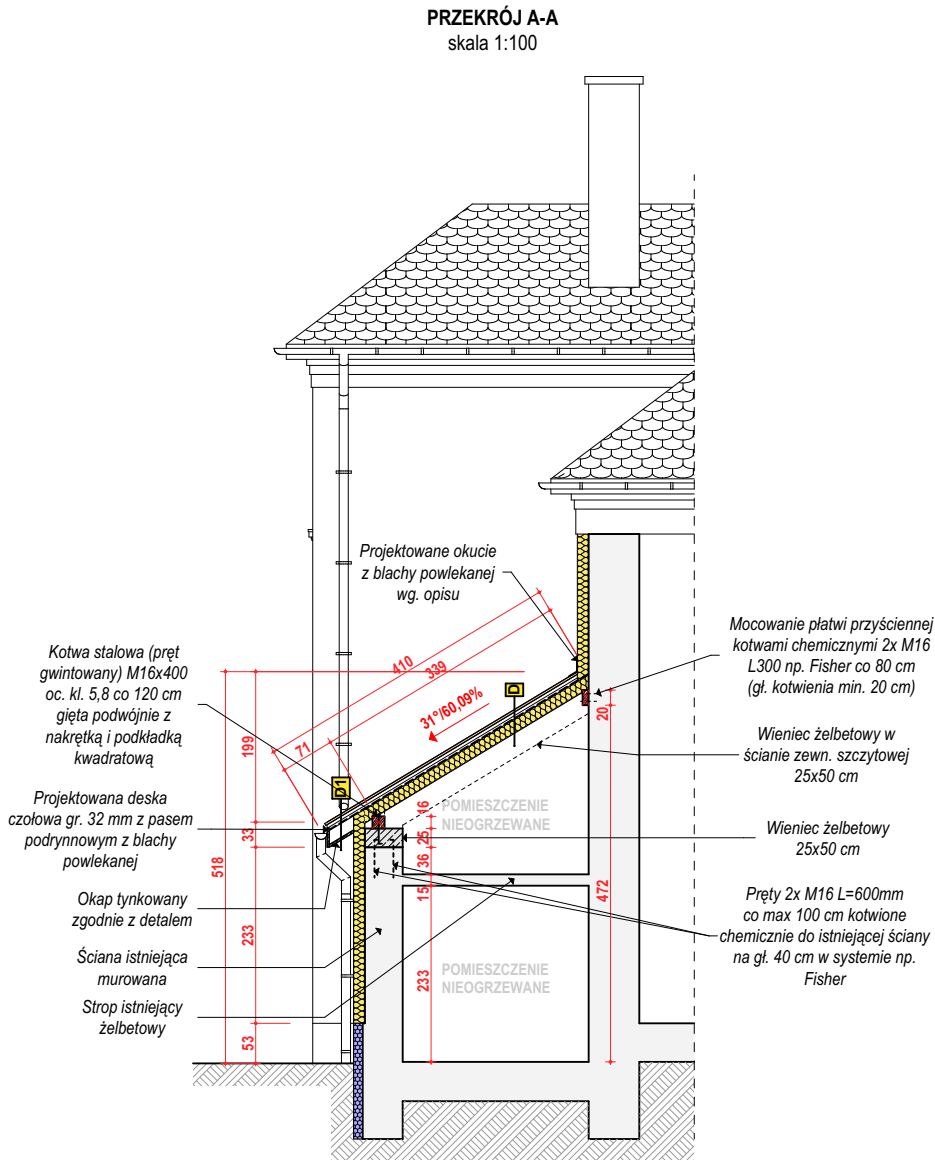 PRZEKRÓJ A-A
skala 1:100
Projektowane okucie
z blachy powlekanej
wg. opisu
Kotwa stalowa (pręt
gwintowany) M16x400
oc. kl. 5,8 co 120 cm
gięta podwójnie z
nakrętką i podkładką
kwadratową
Projektowana deska
czołowa gr. 32 mm z pasem
podrynnowym z blachy
powlekanej
Okap tynkowany
zgodnie z detalem
Ściana istniejąca
murowana
Strop istniejący
żelbetowy
Mocowanie płatwi przyściennej
kotwami chemicznymi 2x M16
L300 np. Fisher co 80 cm
(gł. kotwienia min. 20 cm)
Wieniec żelbetowy w
ścianie zewn. szczytowej
25x50 cm
Wieniec żelbetowy
25x50 cm
Pręty 2x M16 L=600mm
co max 100 cm kotwione
chemicznie do istniejącej ściany
na gł. 40 cm w systemie np.
Fisher
410
339
71
31°/60,09%
D
D1
199
33
518
233
53
20
16
25
36
15
233
472
POMIESZCZENIE
NIEOGRZEWANE
POMIESZCZENIE
NIEOGRZEWANE